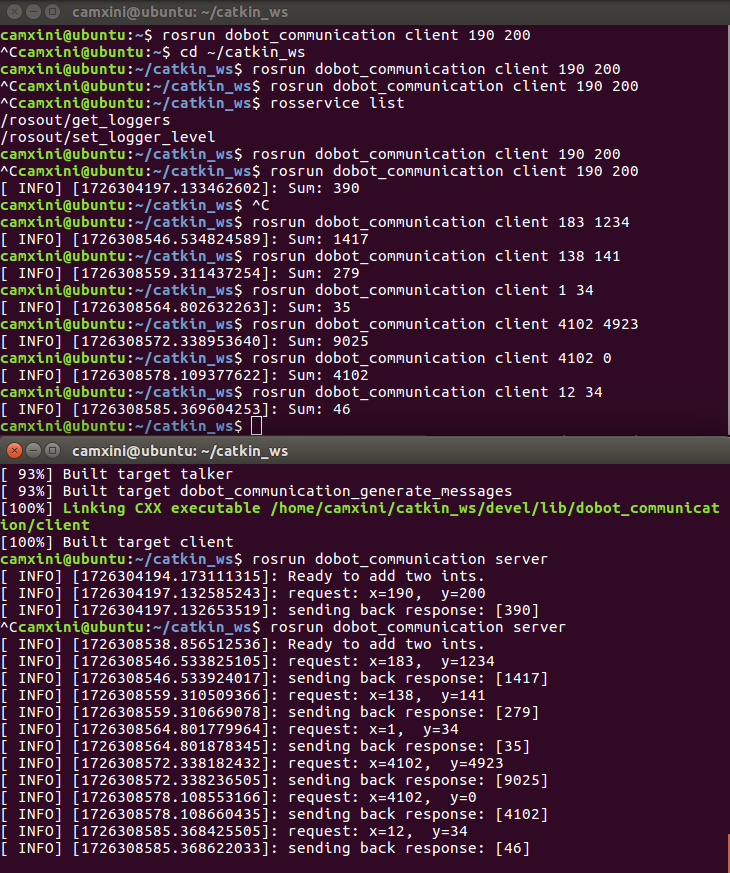 camxini@ubuntu: ~/catkin_ws
camxini@ubuntu:~$ rosrun dobot_communication client 190 200
^Ccamxini@ubuntu:~$ cd ~/catkin_ws
camxini@ubuntu:~/catkin_ws$ rosrun dobot_communication client 190 200
^Ccamxini@ubuntu:~/catkin_ws$ rosrun dobot_communication client 190 200
^Ccamxini@ubuntu:~/catkin_ws$ rosservice list
/rosout/get_loggers
/rosout/set_logger_level
camxini@ubuntu:~/catkin_ws$ rosrun dobot_communication client 190 200
^Ccamxini@ubuntu:~/catkin_ws$ rosrun dobot_communication client 190 200
[ INFO] [1726304197.133462602]: Sum: 390
camxini@ubuntu:~/catkin_ws$ ^C
camxini@ubuntu:~/catkin_ws$ rosrun dobot_communication client 183 1234
[ INFO] [1726308546.534824589]: Sum: 1417
camxini@ubuntu:~/catkin_ws$ rosrun dobot_communication client 138 141
[ INFO] [1726308559.311437254]: Sum: 279
camxini@ubuntu:~/catkin_ws$ rosrun dobot_communication client 1 34
[ INFO] [1726308564.802632263]: Sum: 35
camxini@ubuntu:~/catkin_ws$ rosrun dobot_communication client 4102 4923
[ INFO] [1726308572.338953640]: Sum: 9025
camxini@ubuntu:~/catkin_ws$ rosrun dobot_communication client 4102 0
[ INFO] [1726308578.109377622]: Sum: 4102
camxini@ubuntu:~/catkin_ws$ rosrun dobot_communication client 12 34
[ INFO] [1726308585.369604253]: Sum: 46
camxini@ubuntu:~/catkin_ws$
camxini@ubuntu: ~/catkin_ws
[ 93%] Built target talker
[ 93%] Built target dobot_communication_generate_messages
[100%] Linking CXX executable /home/camxini/catkin_ws/devel/lib/dobot_communicat
ion/client
[100%] Built target client
camxini@ubuntu:~/catkin_ws$ rosrun dobot_communication server
[ INFO] [1726304194.173111315]: Ready to add two ints.
[ INFO] [1726304197.132585243]: request: x=190,  y=200
[ INFO] [1726304197.132653519]: sending back response: [390]
^Ccamxini@ubuntu:~/catkin_ws$ rosrun dobot_communication server
[ INFO] [1726308538.856512536]: Ready to add two ints.
[ INFO] [1726308546.533825105]: request: x=183,  y=1234
[ INFO] [1726308546.533924017]: sending back response: [1417]
[ INFO] [1726308559.310509366]: request: x=138,  y=141
[ INFO] [1726308559.310669078]: sending back response: [279]
[ INFO] [1726308564.801779964]: request: x=1,  y=34
[ INFO] [1726308564.801878345]: sending back response: [35]
[ INFO] [1726308572.338182432]: request: x=4102,  y=4923
[ INFO] [1726308572.338236505]: sending back response: [9025]
[ INFO] [1726308578.108553166]: request: x=4102,  y=0
[ INFO] [1726308578.108660435]: sending back response: [4102]
[ INFO] [1726308585.368425505]: request: x=12,  y=34
[ INFO] [1726308585.368622033]: sending back response: [46]